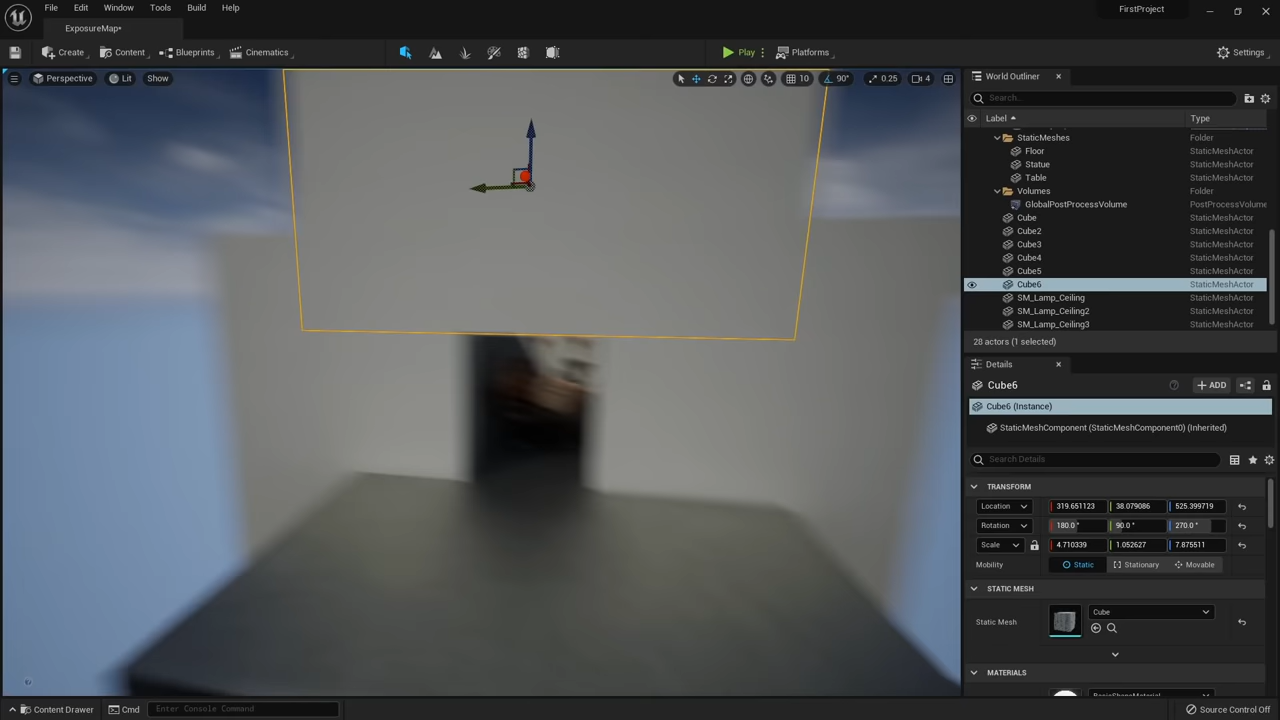 File Edit Window Tools Build Help
FirstProject
ExposureMap*
Create Content Blueprints Cinematics Play Platforms Settings
Perspective Lit Show 10 90° 0.25 4
World Outliner
Search...
Label Type
StaticMeshes Folder
Floor StaticMeshActor
Statue StaticMeshActor
Table StaticMeshActor
Volumes Folder
GlobalPostProcessVolume PostProcessVolume
Cube StaticMeshActor
Cube2 StaticMeshActor
Cube3 StaticMeshActor
Cube4 StaticMeshActor
Cube5 StaticMeshActor
Cube6 StaticMeshActor
SM_Lamp_Ceiling StaticMeshActor
SM_Lamp_Ceiling2 StaticMeshActor
SM_Lamp_Ceiling3 StaticMeshActor
28 actors (1 selected)
Details
Cube6 + ADD
Cube6 (Instance)
StaticMeshComponent (StaticMeshComponent0) (Inherited)
Search Details
TRANSFORM
Location 319.651123 38.079086 525.399719
Rotation 180.0 ° 90.0 ° 270.0 °
Scale 4.710339 1.052627 7.875511
Mobility Static Stationary Movable
STATIC MESH
Static Mesh Cube
MATERIALS
BasicShapeMaterial
Content Drawer Cmd Enter Console Command Source Control Off